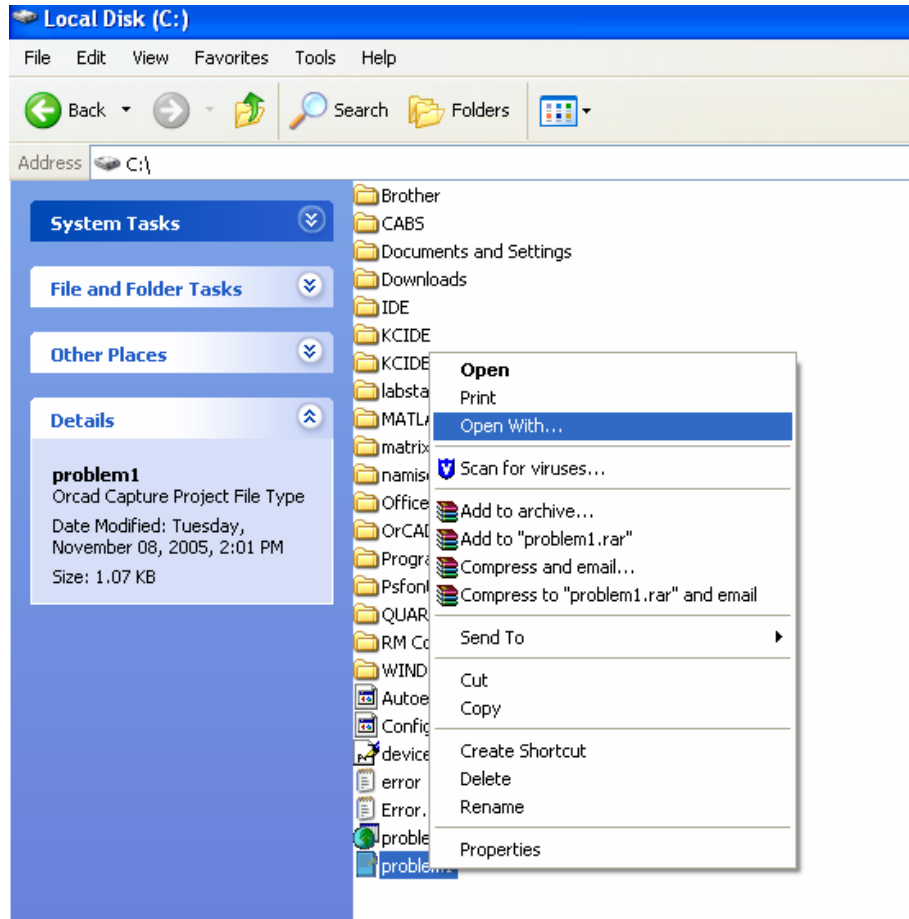 Local Disk (C:)
File Edit View Favorites Tools Help
Back Search Folders
Address C:\
System Tasks
File and Folder Tasks
Other Places
Details
problem1
Orcad Capture Project File Type
Date Modified: Tuesday,
November 08, 2005, 2:01 PM
Size: 1.07 KB
Brother
CABS
Documents and Settings
Downloads
IDE
KCIDE
KCIDE
labsta
MATLA
matrix
namis
Office
OrCAD
Progra
Psfon
QUAR
RM Co
WIND
Autoe
Config
device
error
Error.
proble
problem1
Open
Print
Open With...
Scan for viruses...
Add to archive...
Add to "problem1.rar"
Compress and email...
Compress to "problem1.rar" and email
Send To
Cut
Copy
Create Shortcut
Delete
Rename
Properties